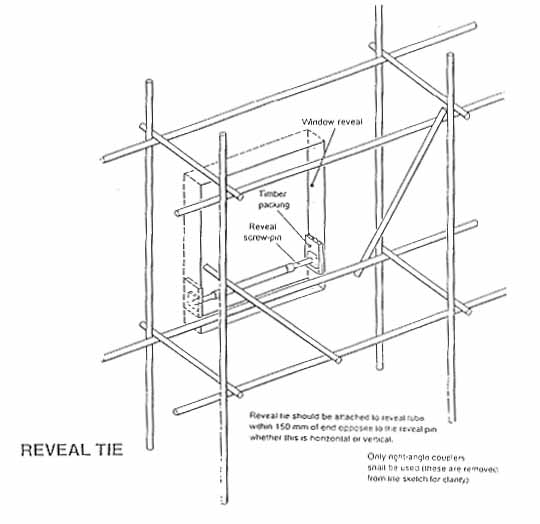 Window reveal
Timber
packing
Reveal
screw-pin
Reveal tie should be attached to reveal tube
within 150 mm of end opposite to the reveal pin
whether this is horizontal or vertical.
REVEAL TIE
Only right-angle couplers
shall be used (these are removed
from the sketch for clarity)